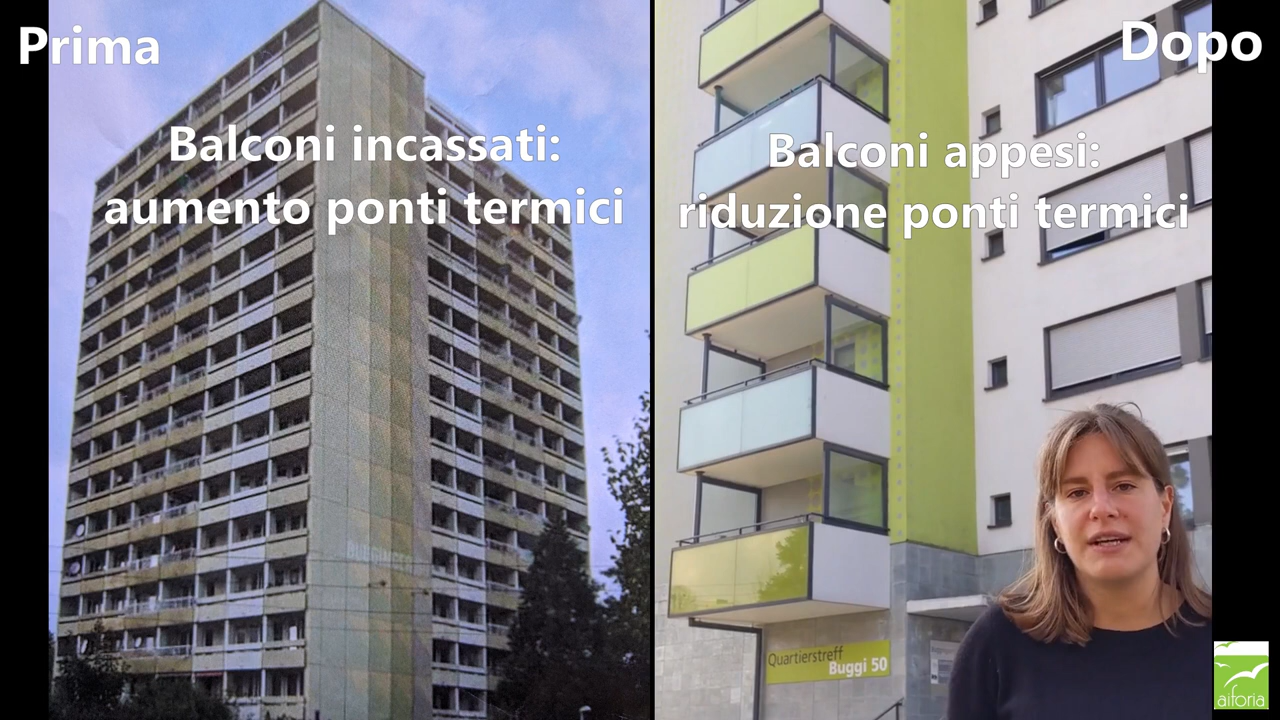 Prima
Balconi incassati:
aumento ponti termici
Dopo
Balconi appesi:
riduzione ponti termici
Quartierstreff
Buggi 50
aiforia